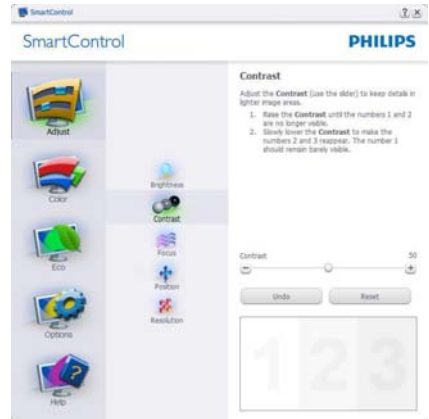 SmartControl
SmartControl
PHILIPS
Adjust
Color
Eco
Options
Help
Brightness
Contrast
Focus
Position
Resolution
Contrast
Adjust the Contrast (use the slider) to keep details in
lighter image areas.
1. Raise the Contrast until the numbers 1 and 2
are no longer visible.
2. Slowly lower the Contrast to make the
numbers 2 and 3 reappear. The number 1
should remain barely visible.
Contrast 50
Undo Reset
1 2 3